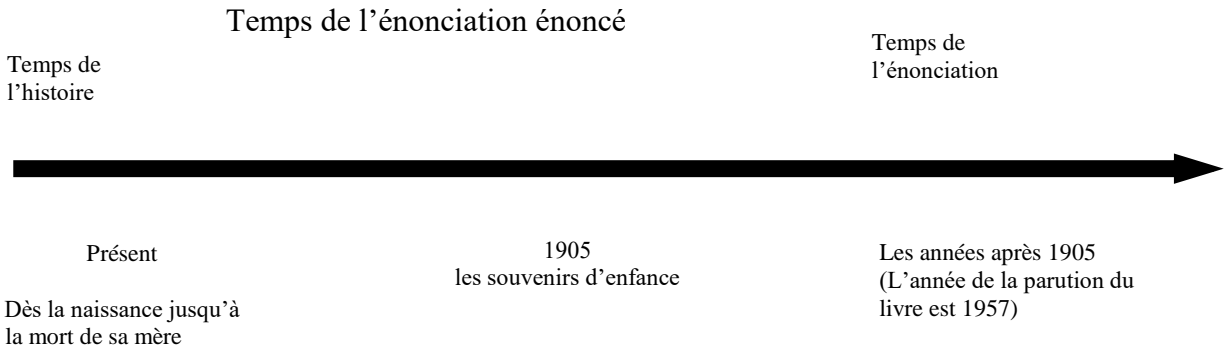 Temps de l’énonciation énoncé
Temps de
l’histoire
Temps de
l’énonciation
Présent
Dès la naissance jusqu’à
la mort de sa mère
1905
les souvenirs d’enfance
Les années après 1905
(L’année de la parution du
livre est 1957)